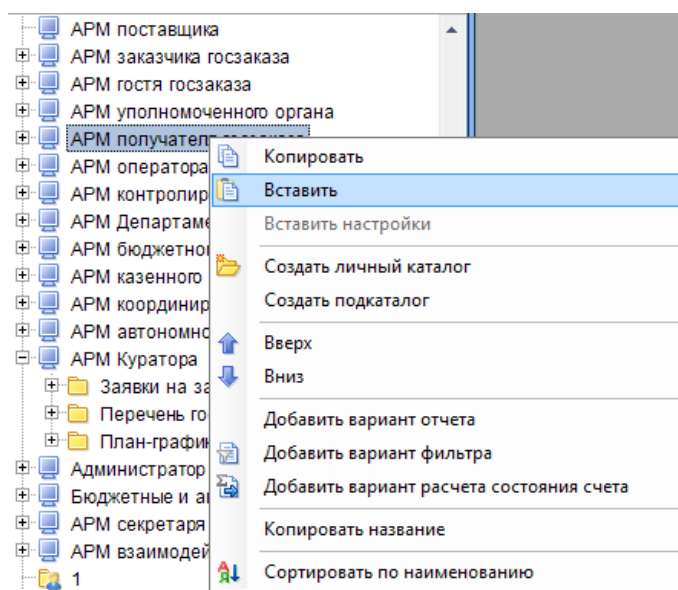 АРМ поставщика
АРМ заказчика госзаказа
АРМ гостя госзаказа
АРМ уполномоченного органа
АРМ получател
АРМ оператора
АРМ контролир
АРМ Департаме
АРМ бюджетно
АРМ казенного
АРМ координир
АРМ автономно
АРМ Куратора
Заявки на за
Перечень го
План-график
Администратор
Бюджетные и а
АРМ секретаря
АРМ взаимодей
1
Копировать
Вставить
Вставить настройки
Создать личный каталог
Создать подкаталог
Вверх
Вниз
Добавить вариант отчета
Добавить вариант фильтра
Добавить вариант расчета состояния счета
Копировать название
Сортировать по наименованию